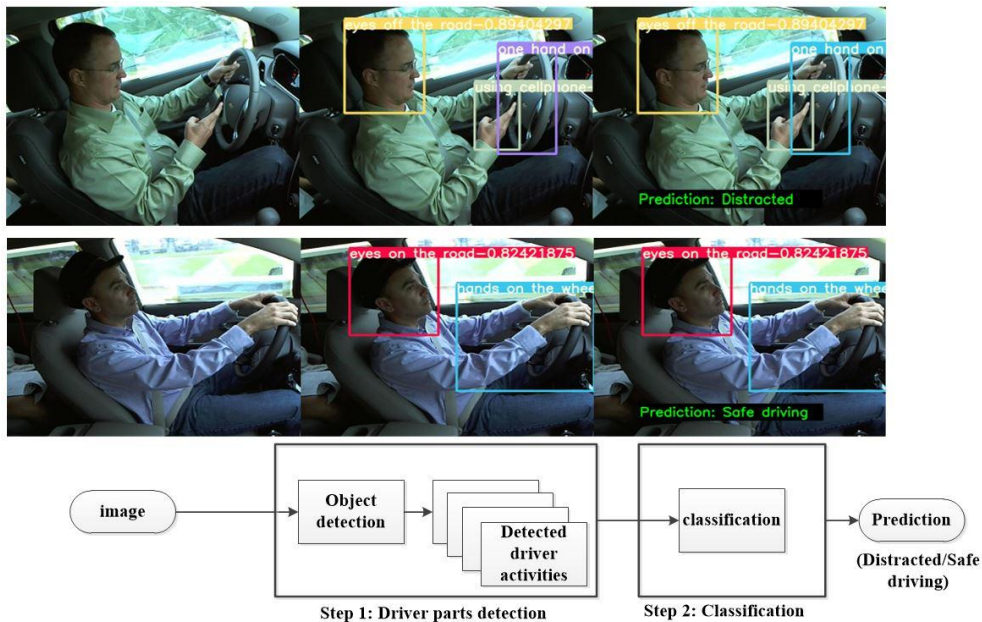 eyes off the road-0.89404297
one hand on
using cellphone-
eyes off the road-0.89404297
one hand on
using cellphone-
Prediction: Distracted
eyes on the road-0.82421875
hands on the whee
eyes on the road-0.82421875
hands on the whee
Prediction: Safe driving
image
Object
detection
Detected
driver
activities
classification
Prediction
(Distracted/Safe
driving)
Step 1: Driver parts detection
Step 2: Classification